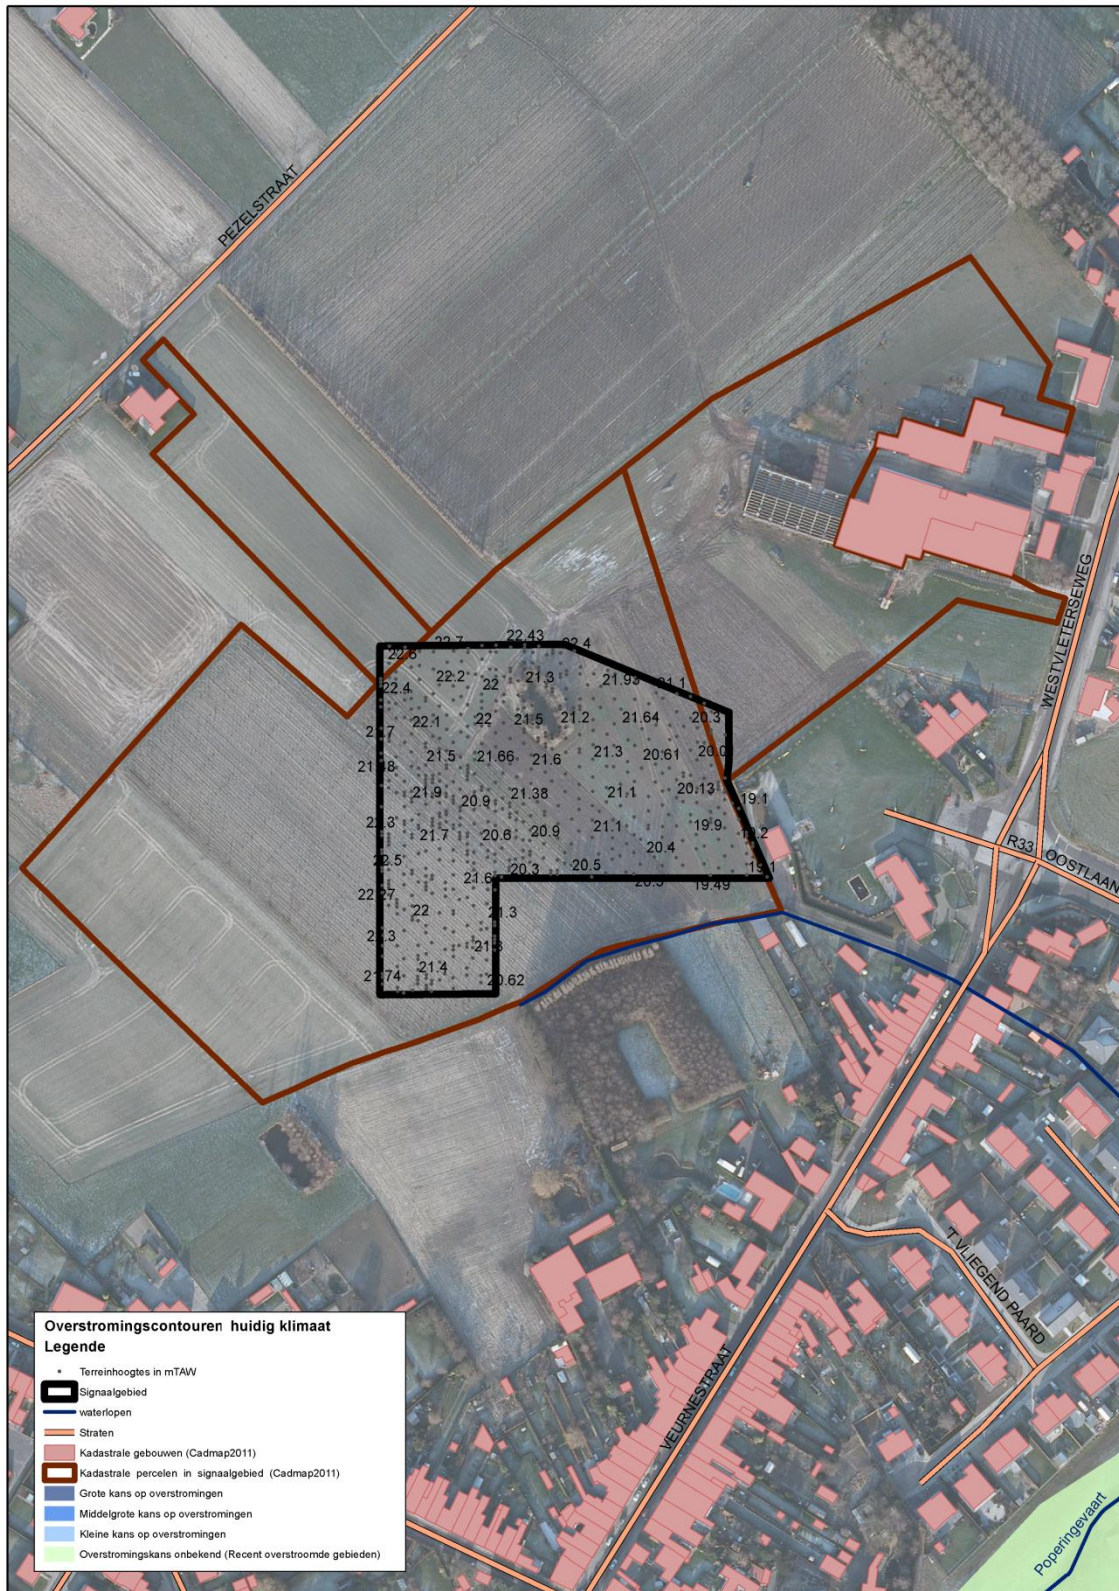 PEZELSTRAAT
WESTVLETERSEWEG
22.7
22.43
22.4
22.6
22.2
22
21.3
21.93
21.1
22.4
22.1
22
21.5
21.2
21.64
20.3
21.5
21.66
21.6
21.3
20.61
21.9
20.9
21.38
21.1
20.13
19.1
21.7
20.6
20.9
21.1
19.9
20.4
R33 OOSTLAAN
22.5
20.3
20.5
19.1
19.49
22.27
22
21.3
21.4
21.74
20.62
'T VLIEGEND PAARD
VEURNESTRAAT
Poperingevaart
Overstromingscontouren huidig klimaat
Legende
Terreinhoogtes in mTAW
Signaalgebied
waterlopen
Straten
Kadastrale gebouwen (Cadmap2011)
Kadastrale percelen in signaalgebied (Cadmap2011)
Grote kans op overstromingen
Middelgrote kans op overstromingen
Kleine kans op overstromingen
Overstromingskans onbekend (Recent overstroomde gebieden)